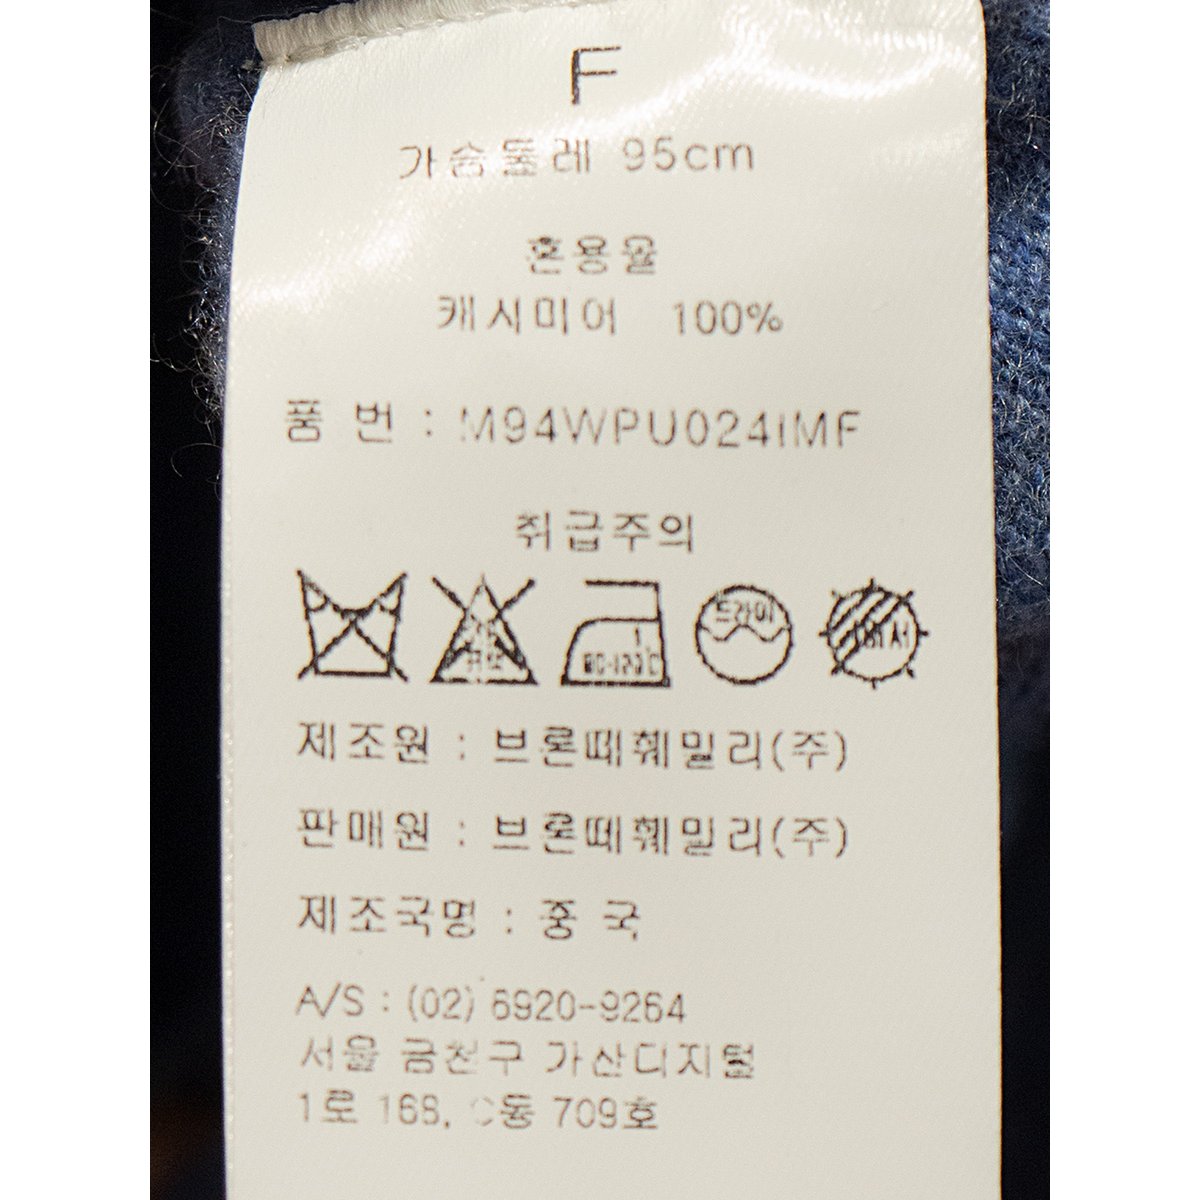 F
가슴둘레 95cm
혼용율
캐시미어 100%
품 번 : M94WPU024IMF
취급주의
드라이
제조원 : 브론떼훼밀리(주)
판매원 : 브론떼훼밀리(주)
제조국명 : 중 국
A/S : (02) 6920-9264
서울 금천구 가산디지털
1로 168, C동 709호